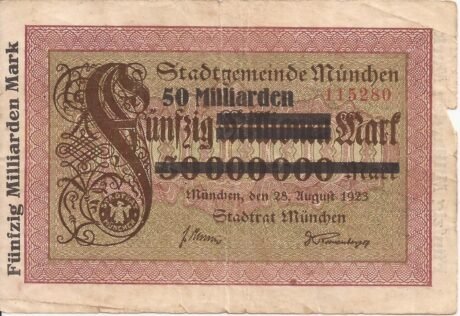 Fünfzig Milliarden Mark
Stadtgemeinde München
50 Milliarden
115280
Fünfzig Millionen Mark
50000000 Mark
München, den 28. August 1923
Stadtrat München